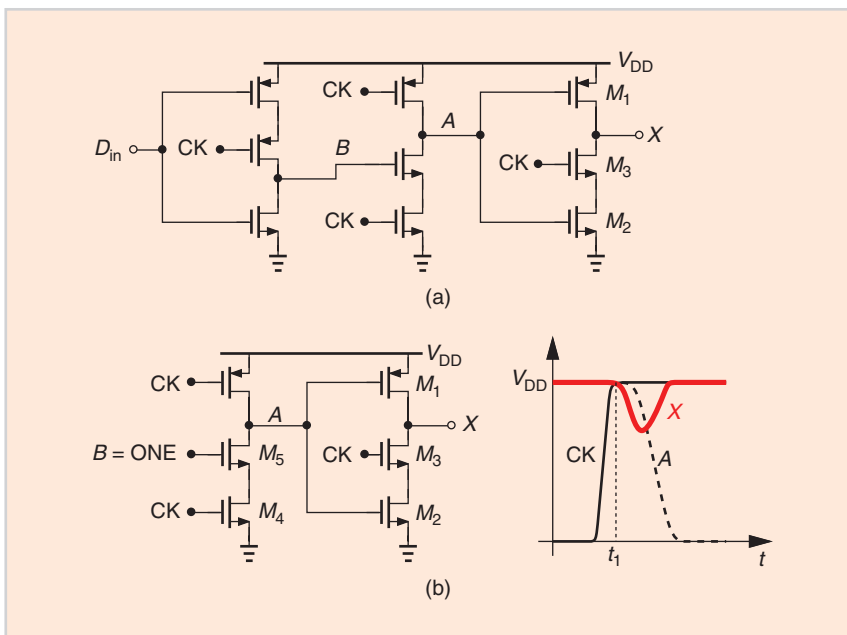 V_DD
CK M_1
D_in CK B A X
CK M_3
CK M_2
(a)
V_DD
CK M_1
A X
B = ONE M_5 CK M_3
CK M_4 M_2
V_DD
X
CK A
t_1 t
(b)